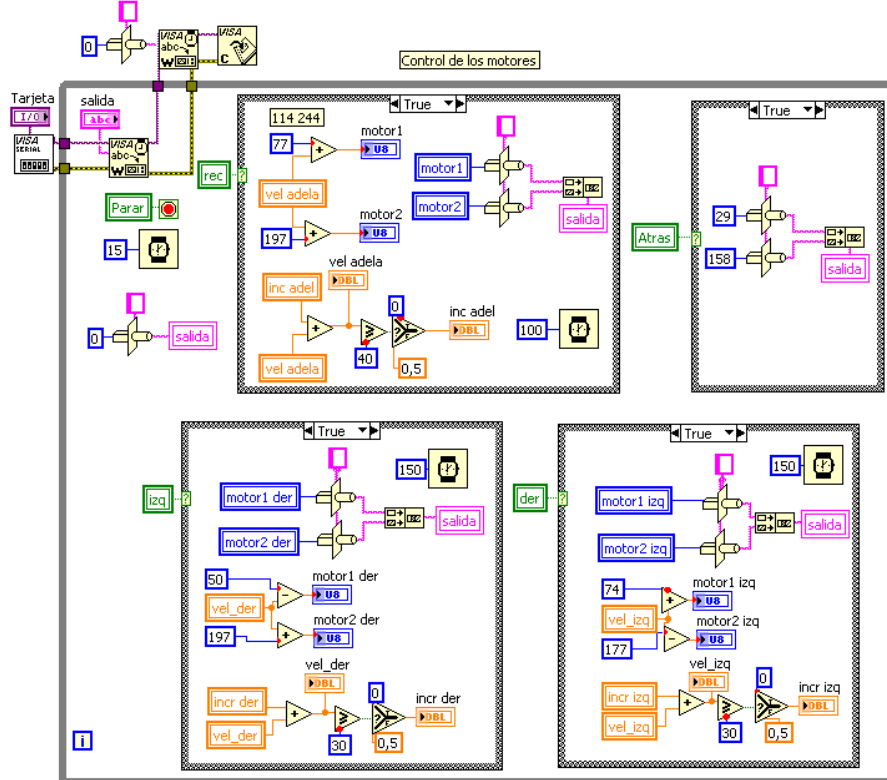 0
VISA
abc
W
C
Control de los motores
Tarjeta
I/O
salida
abc
VISA
SERIAL
VISA
abc
W
Parar
15
0
salida
rec
True
114 244
77
motor1
U8
vel adela
motor1
motor2
salida
197
motor2
U8
vel adela
DBL
inc adel
vel adela
40
0
0,5
inc adel
DBL
100
Atras
True
29
158
salida
izq
True
150
motor1 der
motor2 der
salida
50
motor1 der
U8
vel_der
motor2 der
U8
197
vel_der
DBL
incr der
vel_der
30
0
0,5
incr der
DBL
der
True
150
motor1 izq
motor2 izq
salida
74
motor1 izq
U8
vel_izq
motor2 izq
U8
177
vel_izq
DBL
incr izq
vel_izq
30
0
0,5
incr izq
DBL
i